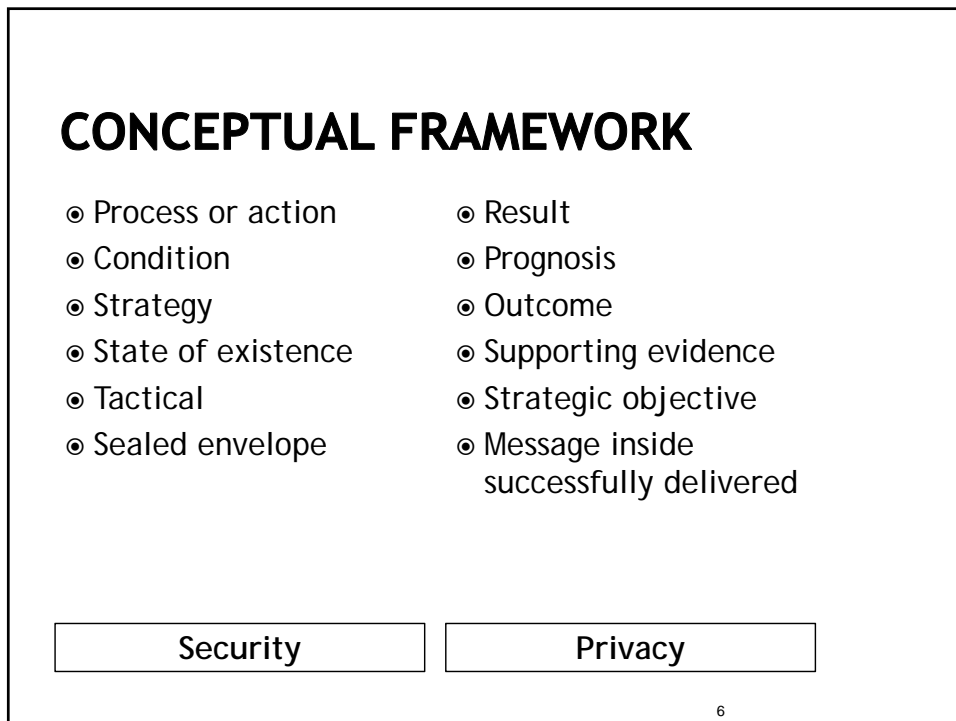 CONCEPTUAL FRAMEWORK
◉ Process or action
◉ Condition
◉ Strategy
◉ State of existence
◉ Tactical
◉ Sealed envelope
◉ Result
◉ Prognosis
◉ Outcome
◉ Supporting evidence
◉ Strategic objective
◉ Message inside
successfully delivered
Security
Privacy
6